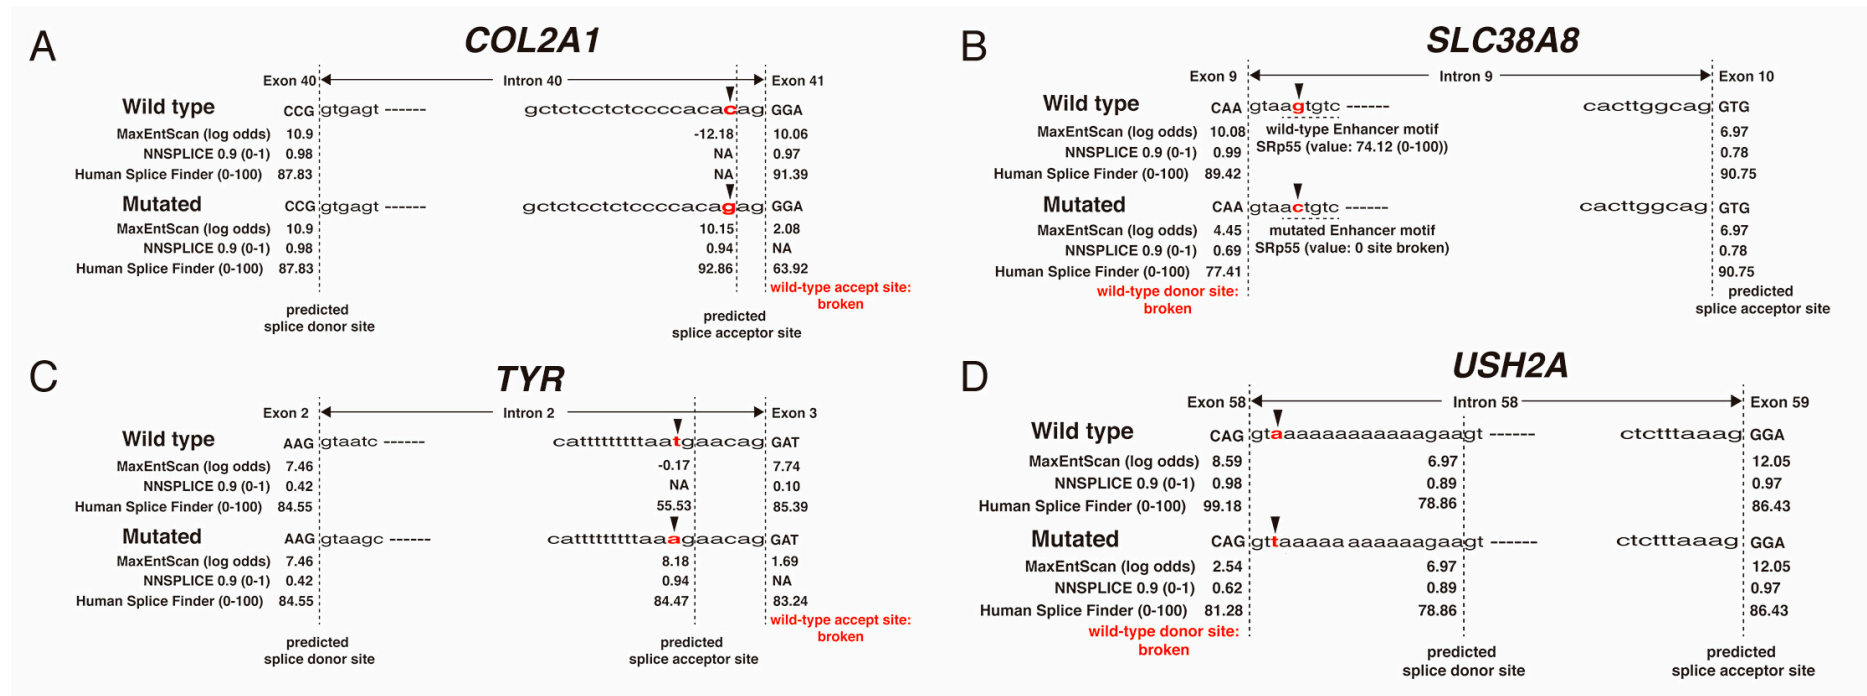 A
COL2A1
Exon 40 Intron 40 Exon 41
Wild type CCG gtgagt ------ gctctcctctccccacacag GGA
MaxEntScan (log odds) 10.9 -12.18 10.06
NNSPLICE 0.9 (0-1) 0.98 NA 0.97
Human Splice Finder (0-100) 87.83 NA 91.39
Mutated CCG gtgagt ------ gctctcctctccccacagag GGA
MaxEntScan (log odds) 10.9 10.15 2.08
NNSPLICE 0.9 (0-1) 0.98 0.94 NA
Human Splice Finder (0-100) 87.83 92.86 63.92
wild-type accept site:
broken
predicted
splice donor site
predicted
splice acceptor site
B
SLC38A8
Exon 9 Intron 9 Exon 10
Wild type CAA gtaagtgtc ------ cacttggcag GTG
MaxEntScan (log odds) 10.08 wild-type Enhancer motif 6.97
NNSPLICE 0.9 (0-1) 0.99 SRp55 (value: 74.12 (0-100)) 0.78
Human Splice Finder (0-100) 89.42 90.75
Mutated CAA gtaactgtc ------ cacttggcag GTG
MaxEntScan (log odds) 4.45 mutated Enhancer motif 6.97
NNSPLICE 0.9 (0-1) 0.69 SRp55 (value: 0 site broken) 0.78
Human Splice Finder (0-100) 77.41 90.75
wild-type donor site:
broken
predicted
splice acceptor site
C
TYR
Exon 2 Intron 2 Exon 3
Wild type AAG gtaatc ------ catttttttttaatgaacag GAT
MaxEntScan (log odds) 7.46 -0.17 7.74
NNSPLICE 0.9 (0-1) 0.42 NA 0.10
Human Splice Finder (0-100) 84.55 55.53 85.39
Mutated AAG gtaagc ------ catttttttttaaagaacag GAT
MaxEntScan (log odds) 7.46 8.18 1.69
NNSPLICE 0.9 (0-1) 0.42 0.94 NA
Human Splice Finder (0-100) 84.55 84.47 83.24
wild-type accept site:
broken
predicted
splice donor site
predicted
splice acceptor site
D
USH2A
Exon 58 Intron 58 Exon 59
Wild type CAG gtaaaaaaaaaaaagaagt ------ ctctttaaag GGA
MaxEntScan (log odds) 8.59 6.97 12.05
NNSPLICE 0.9 (0-1) 0.98 0.89 0.97
Human Splice Finder (0-100) 99.18 78.86 86.43
Mutated CAG gttaaaaa aaaaaagaagt ------ ctctttaaag GGA
MaxEntScan (log odds) 2.54 6.97 12.05
NNSPLICE 0.9 (0-1) 0.62 0.89 0.97
Human Splice Finder (0-100) 81.28 78.86 86.43
wild-type donor site:
broken
predicted
splice donor site
predicted
splice acceptor site